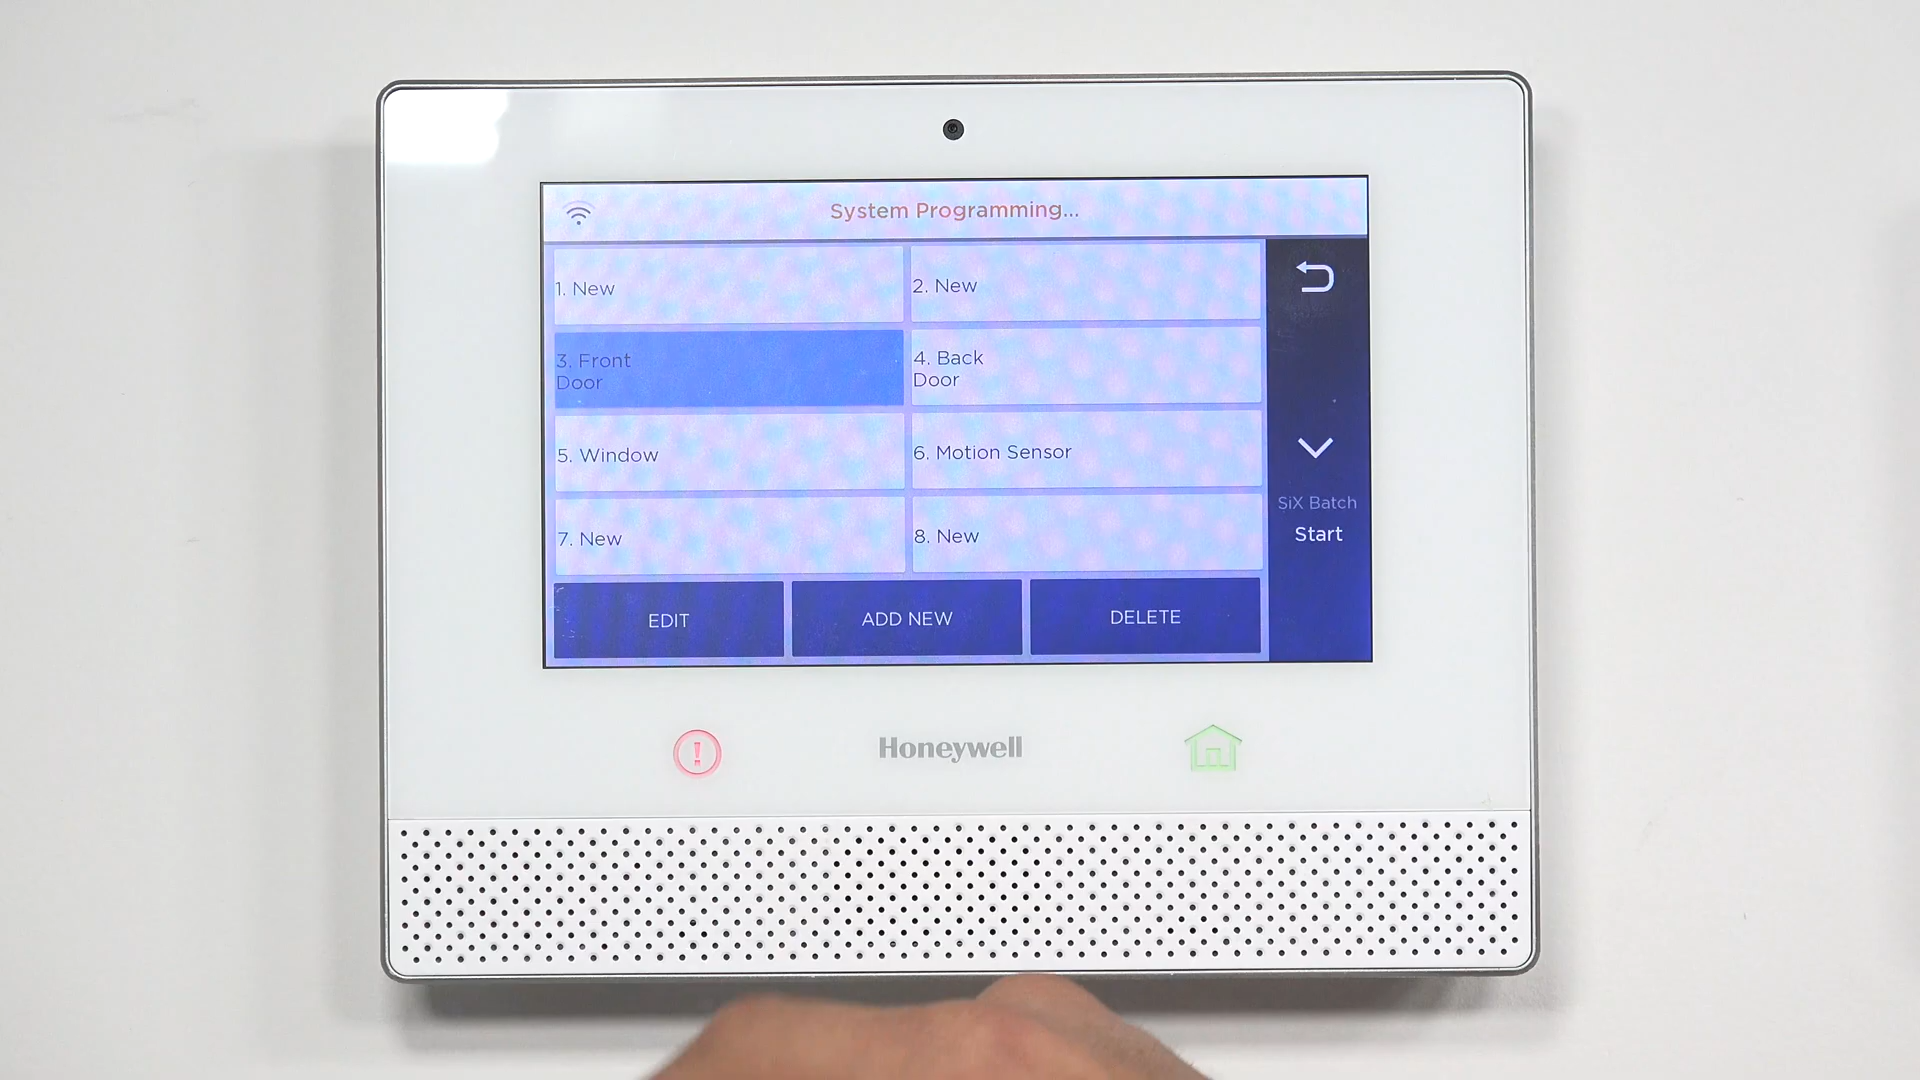 System Programming...
1. New
2. New
3. Front
Door
4. Back
Door
5. Window
6. Motion Sensor
7. New
8. New
SiX Batch
Start
EDIT
ADD NEW
DELETE
Honeywell